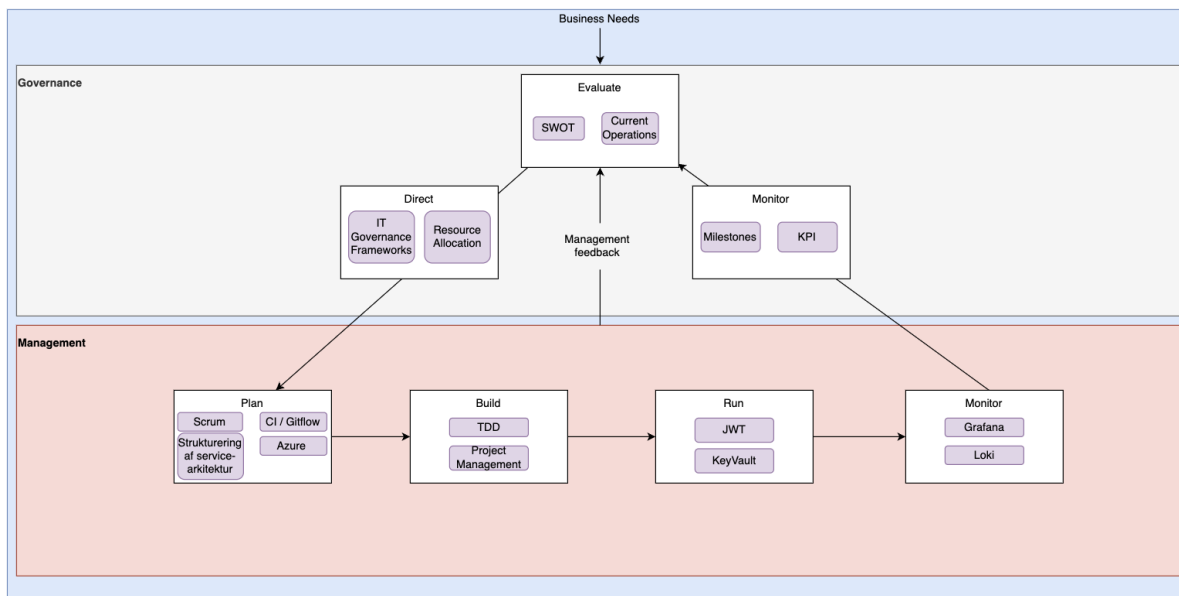 Business Needs
Governance
Evaluate
SWOT
Current
Operations
Direct
IT
Governance
Frameworks
Resource
Allocation
Management
feedback
Monitor
Milestones
KPI
Management
Plan
Scrum
CI / Gitflow
Strukturering
af service-
arkitektur
Azure
Build
TDD
Project
Management
Run
JWT
KeyVault
Monitor
Grafana
Loki